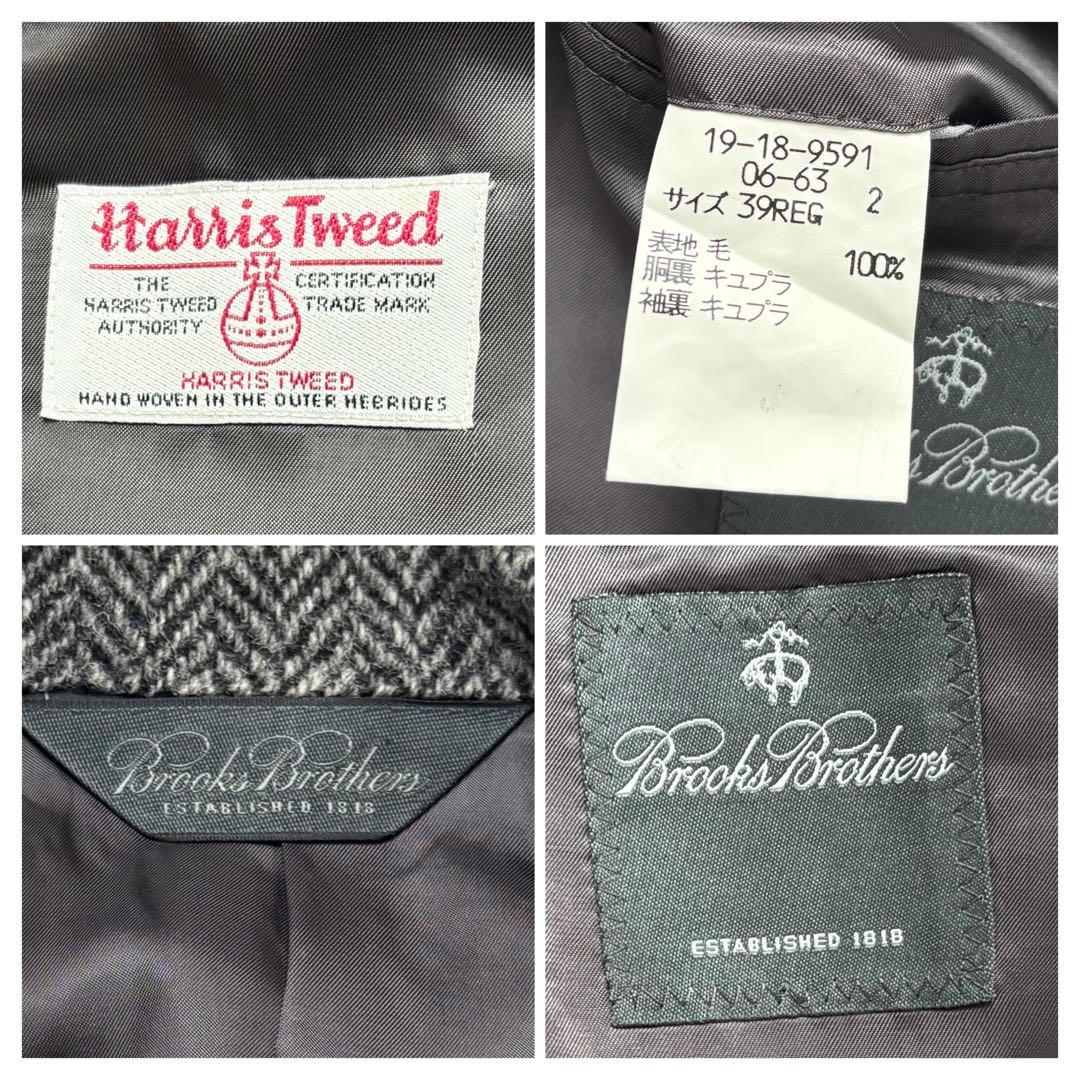 Harris Tweed
THE
HARRIS TWEED
AUTHORITY
CERTIFICATION
TRADE MARK
HARRIS TWEED
HAND WOVEN IN THE OUTER HEBRIDES
19-18-9591
06-63 2
サイズ 39REG
表地 毛 100%
胴裏 キュプラ
袖裏 キュプラ
s Brothe
Brooks Brothers
ESTABLISHED 1818
Brooks Brothers
ESTABLISHED 1818